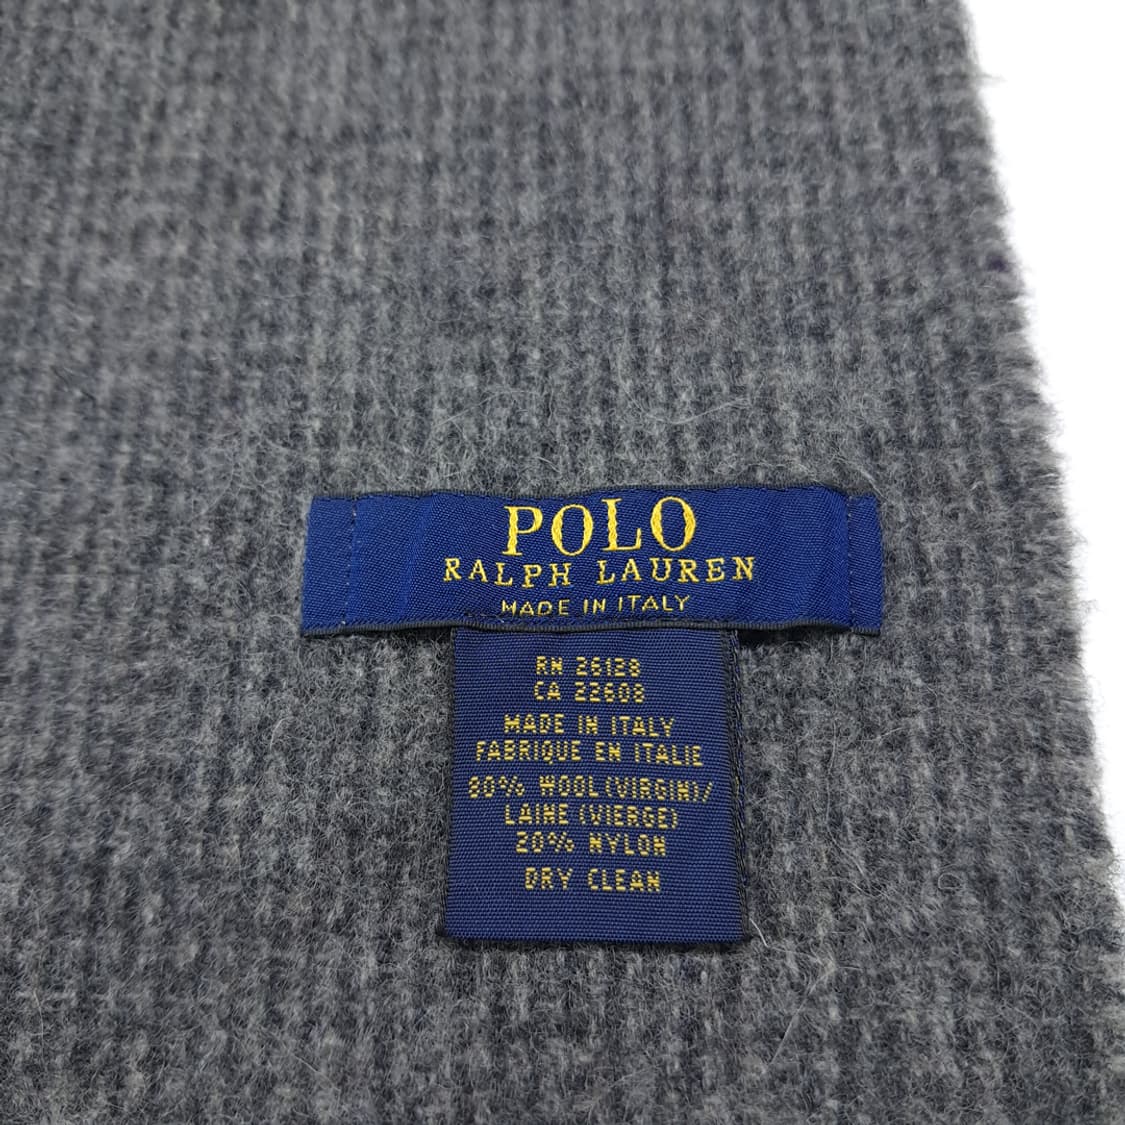 POLO
RALPH LAUREN
MADE IN ITALY
RN 26128
CA 22608
MADE IN ITALY
FABRIQUE EN ITALIE
80% WOOL (VIRGIN)/
LAINE (VIERGE)
20% NYLON
DRY CLEAN